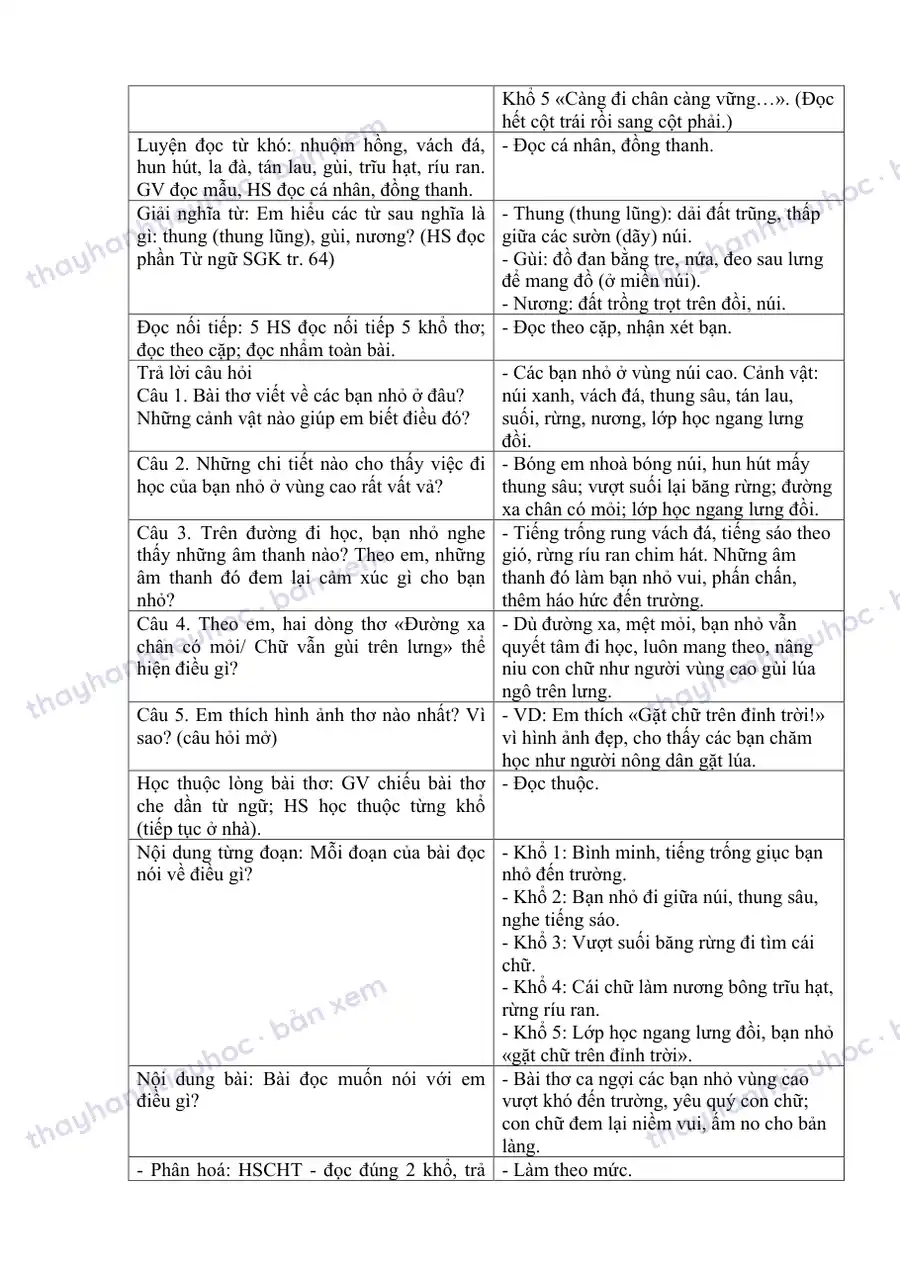 Khổ 5 «Càng đi chân càng vững…». (Đọc
hết cột trái rồi sang cột phải.)
Luyện đọc từ khó: nhuộm hồng, vách đá,
hun hút, la đà, tán lau, gùi, trĩu hạt, ríu ran.
GV đọc mẫu, HS đọc cá nhân, đồng thanh.
- Đọc cá nhân, đồng thanh.
Giải nghĩa từ: Em hiểu các từ sau nghĩa là
gì: thung (thung lũng), gùi, nương? (HS đọc
phần Từ ngữ SGK tr. 64)
- Thung (thung lũng): dải đất trũng, thấp
giữa các sườn (dãy) núi.
- Gùi: đồ đan bằng tre, nứa, đeo sau lưng
để mang đồ (ở miền núi).
- Nương: đất trồng trọt trên đồi, núi.
Đọc nối tiếp: 5 HS đọc nối tiếp 5 khổ thơ;
đọc theo cặp; đọc nhẩm toàn bài.
- Đọc theo cặp, nhận xét bạn.
Trả lời câu hỏi
Câu 1. Bài thơ viết về các bạn nhỏ ở đâu?
Những cảnh vật nào giúp em biết điều đó?
- Các bạn nhỏ ở vùng núi cao. Cảnh vật:
núi xanh, vách đá, thung sâu, tán lau,
suối, rừng, nương, lớp học ngang lưng
đồi.
Câu 2. Những chi tiết nào cho thấy việc đi
học của bạn nhỏ ở vùng cao rất vất vả?
- Bóng em nhoà bóng núi, hun hút mấy
thung sâu; vượt suối lại băng rừng; đường
xa chân có mỏi; lớp học ngang lưng đồi.
Câu 3. Trên đường đi học, bạn nhỏ nghe
thấy những âm thanh nào? Theo em, những
âm thanh đó đem lại cảm xúc gì cho bạn
nhỏ?
- Tiếng trống rung vách đá, tiếng sáo theo
gió, rừng ríu ran chim hát. Những âm
thanh đó làm bạn nhỏ vui, phấn chấn,
thêm háo hức đến trường.
Câu 4. Theo em, hai dòng thơ «Đường xa
chân có mỏi/ Chữ vẫn gùi trên lưng» thể
hiện điều gì?
- Dù đường xa, mệt mỏi, bạn nhỏ vẫn
quyết tâm đi học, luôn mang theo, nâng
niu con chữ như người vùng cao gùi lúa
ngô trên lưng.
Câu 5. Em thích hình ảnh thơ nào nhất? Vì
sao? (câu hỏi mở)
- VD: Em thích «Gặt chữ trên đỉnh trời!»
vì hình ảnh đẹp, cho thấy các bạn chăm
học như người nông dân gặt lúa.
Học thuộc lòng bài thơ: GV chiếu bài thơ
che dần từ ngữ; HS học thuộc từng khổ
(tiếp tục ở nhà).
- Đọc thuộc.
Nội dung từng đoạn: Mỗi đoạn của bài đọc
nói về điều gì?
- Khổ 1: Bình minh, tiếng trống giục bạn
nhỏ đến trường.
- Khổ 2: Bạn nhỏ đi giữa núi, thung sâu,
nghe tiếng sáo.
- Khổ 3: Vượt suối băng rừng đi tìm cái
chữ.
- Khổ 4: Cái chữ làm nương bông trĩu hạt,
rừng ríu ran.
- Khổ 5: Lớp học ngang lưng đồi, bạn nhỏ
«gặt chữ trên đỉnh trời».
Nội dung bài: Bài đọc muốn nói với em
điều gì?
- Bài thơ ca ngợi các bạn nhỏ vùng cao
vượt khó đến trường, yêu quý con chữ;
con chữ đem lại niềm vui, ấm no cho bản
làng.
- Phân hoá: HSCHT - đọc đúng 2 khổ, trả
- Làm theo mức.
thayhanhtieuhoc · bản xem
thayhanhtieuhoc · b
thayhanhtieuhoc · bản xem
thayhanhtieuhoc · b
thayhanhtieuhoc · bản xem
thayhanhtieuhoc · b